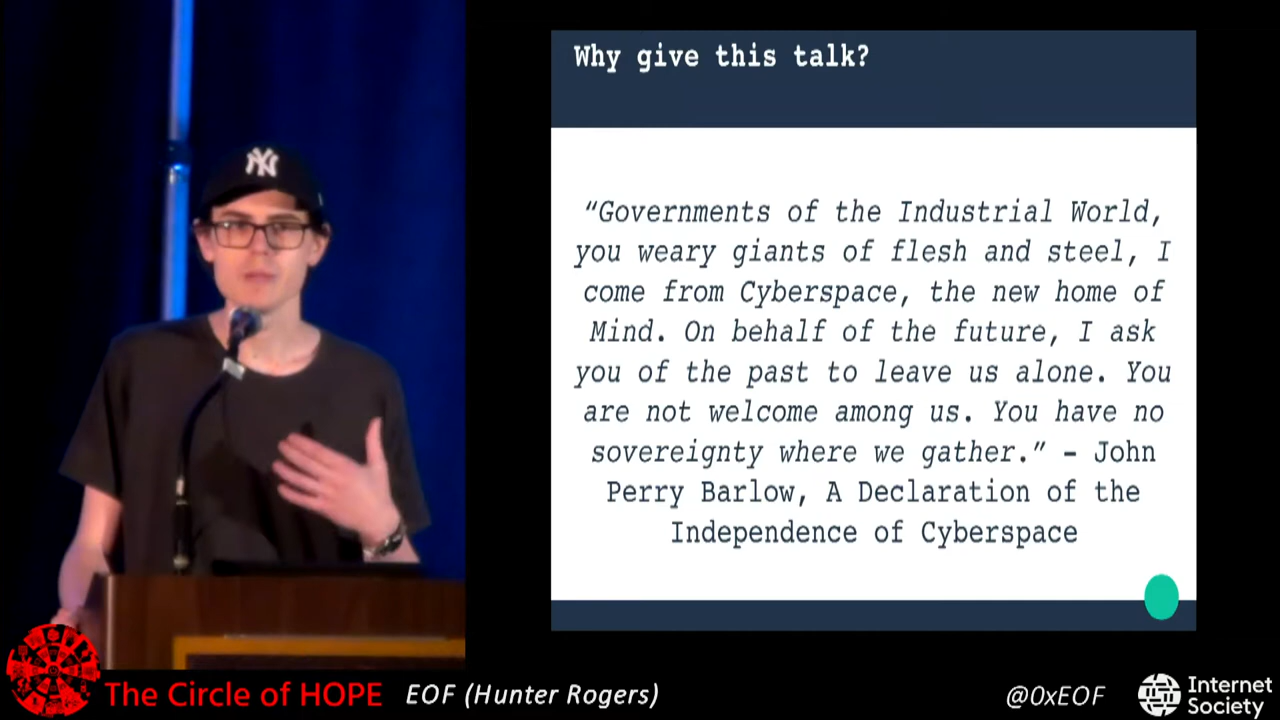 NY
Why give this talk?
“Governments of the Industrial World,
you weary giants of flesh and steel, I
come from Cyberspace, the new home of
Mind. On behalf of the future, I ask
you of the past to leave us alone. You
are not welcome among us. You have no
sovereignty where we gather.” – John
Perry Barlow, A Declaration of the
Independence of Cyberspace
The Circle of HOPE
EOF (Hunter Rogers)
@0xEOF
Internet
Society